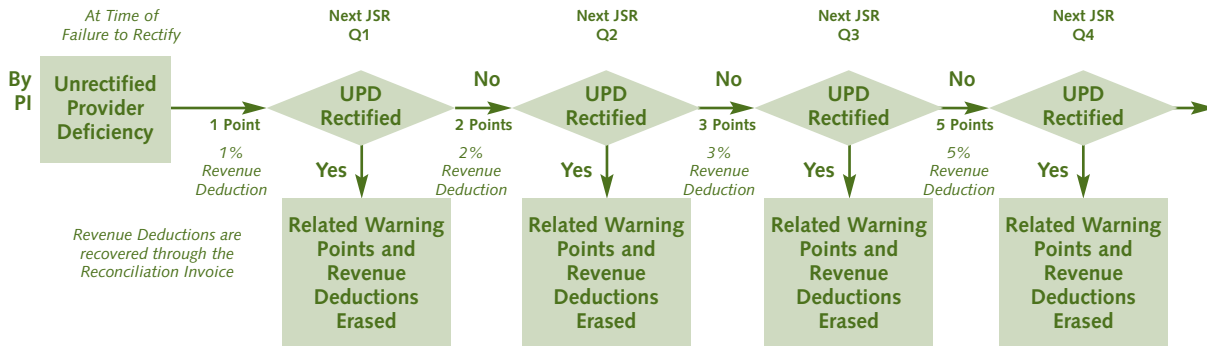 At Time of
Failure to Rectify
Next JSR
Q1
Next JSR
Q2
Next JSR
Q3
Next JSR
Q4
By
PI
Unrectified
Provider
Deficiency
1 Point
1%
Revenue
Deduction
UPD
Rectified
No
2 Points
2%
Revenue
Deduction
UPD
Rectified
No
3 Points
3%
Revenue
Deduction
UPD
Rectified
No
5 Points
5%
Revenue
Deduction
UPD
Rectified
Yes
Yes
Yes
Yes
Revenue Deductions are
recovered through the
Reconciliation Invoice
Related Warning
Points and
Revenue
Deductions
Erased
Related Warning
Points and
Revenue
Deductions
Erased
Related Warning
Points and
Revenue
Deductions
Erased
Related Warning
Points and
Revenue
Deductions
Erased